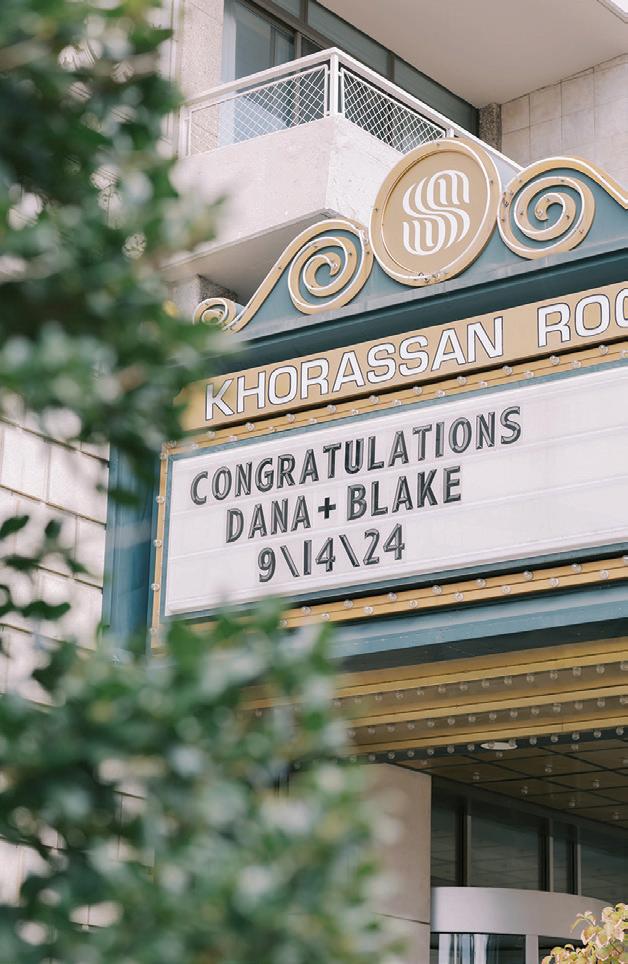 S
KHORASSAN ROO
CONGRATULATIONS
DANA + BLAKE
9\14\24